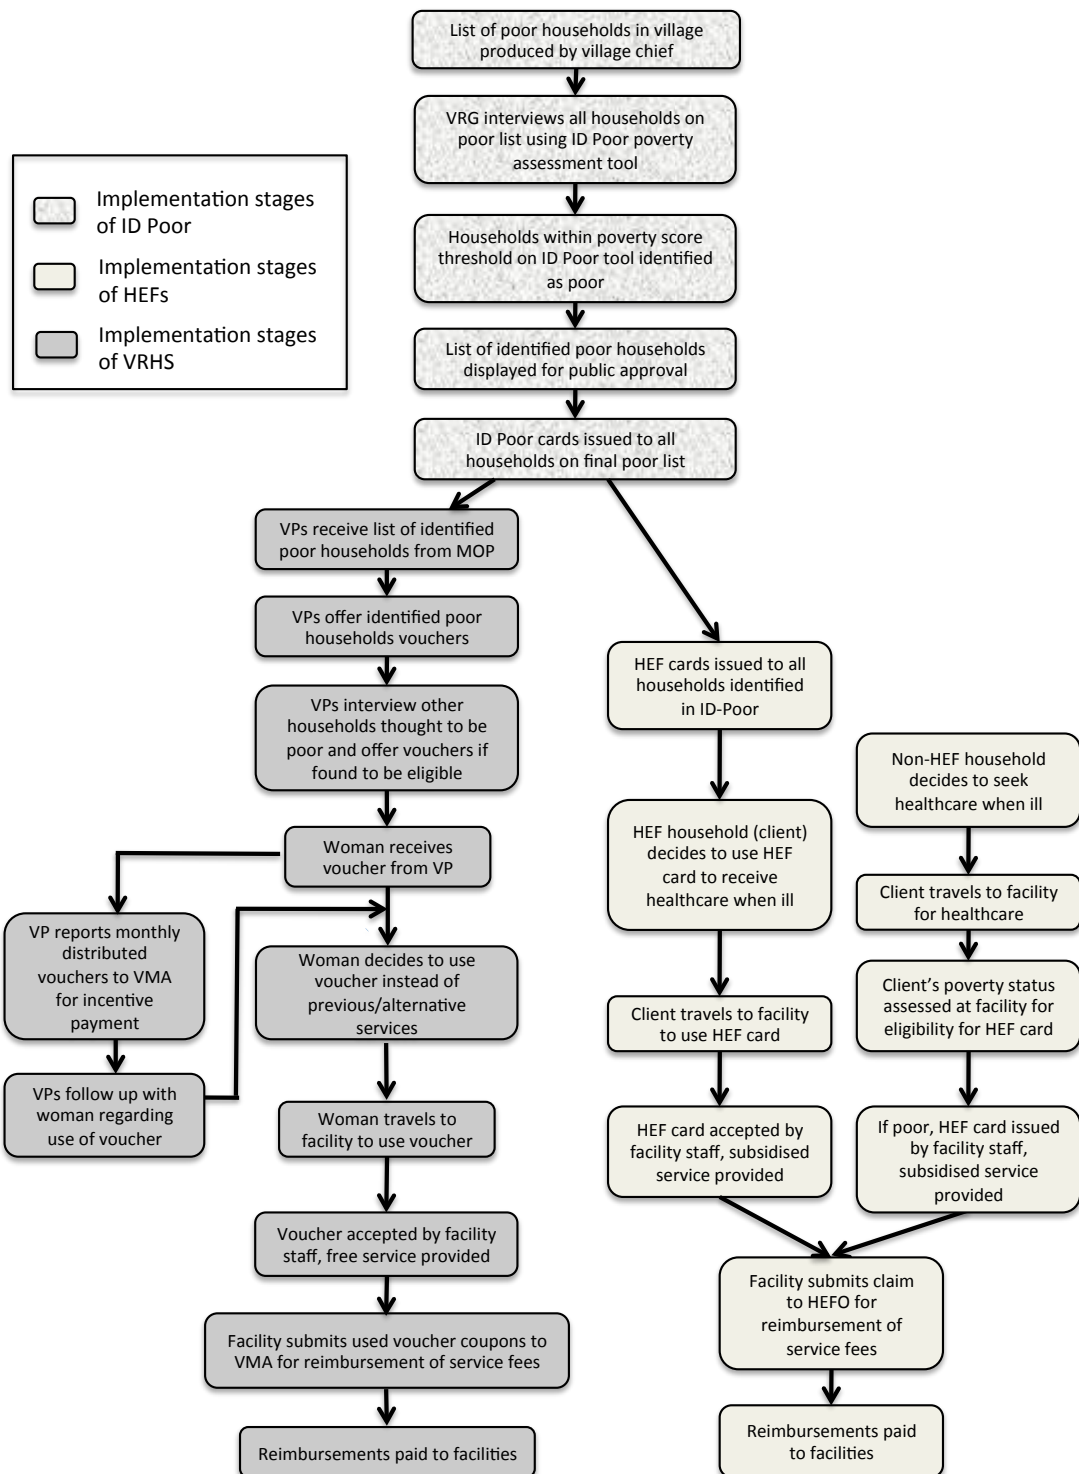 List of poor households in village
produced by village chief
VRG interviews all households on
poor list using ID Poor poverty
assessment tool
Implementation stages
of ID Poor
Implementation stages
of HEFs
Implementation stages
of VRHS
Households within poverty score
threshold on ID Poor tool identified
as poor
List of identified poor households
displayed for public approval
ID Poor cards issued to all
households on final poor list
VPs receive list of identified
poor households from MOP
VPs offer identified poor
households vouchers
VPs interview other
households thought to be
poor and offer vouchers if
found to be eligible
Woman receives
voucher from VP
VP reports monthly
distributed
vouchers to VMA
for incentive
payment
VPs follow up with
woman regarding
use of voucher
Woman decides to use
voucher instead of
previous/alternative
services
Woman travels to
facility to use voucher
Voucher accepted by facility
staff, free service provided
Facility submits used voucher coupons to
VMA for reimbursement of service fees
Reimbursements paid to facilities
HEF cards issued to all
households identified
in ID-Poor
HEF household (client)
decides to use HEF
card to receive
healthcare when ill
Client travels to facility
to use HEF card
HEF card accepted by
facility staff, subsidised
service provided
Non-HEF household
decides to seek
healthcare when ill
Client travels to facility
for healthcare
Client’s poverty status
assessed at facility for
eligibility for HEF card
If poor, HEF card issued
by facility staff,
subsidised service
provided
Facility submits claim
to HEFO for
reimbursement of
service fees
Reimbursements paid
to facilities